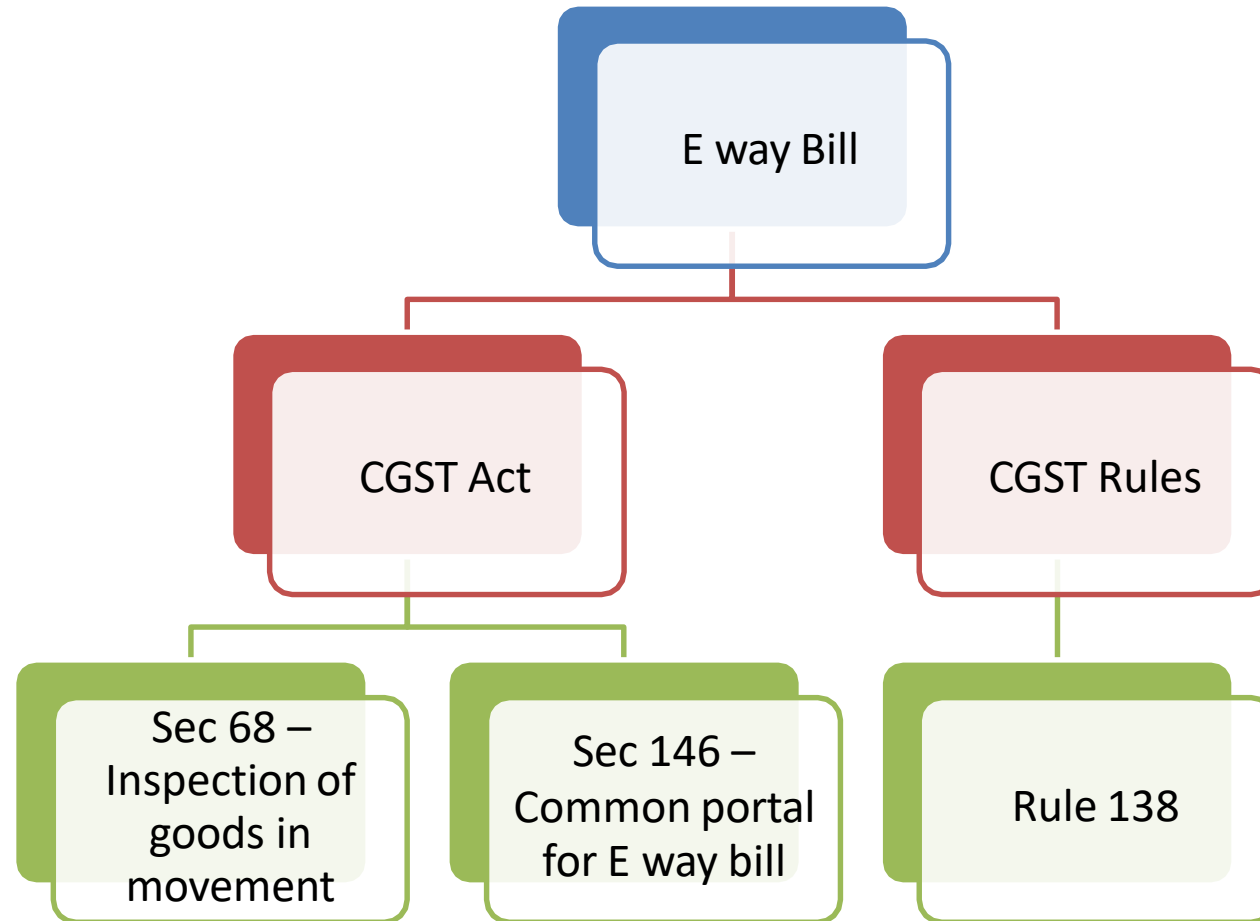 E way Bill
CGST Act
CGST Rules
Sec 68 –
Inspection of
goods in
movement
Sec 146 –
Common portal
for E way bill
Rule 138